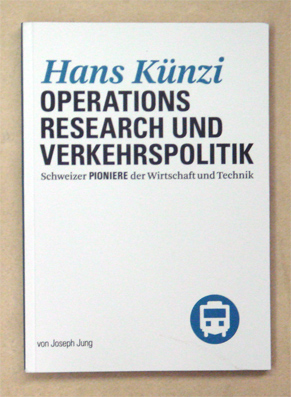 Hans Künzi
OPERATIONS
RESEARCH UND
VERKEHRSPOLITIK
Schweizer PIONIERE der Wirtschaft und Technik
von Joseph Jung